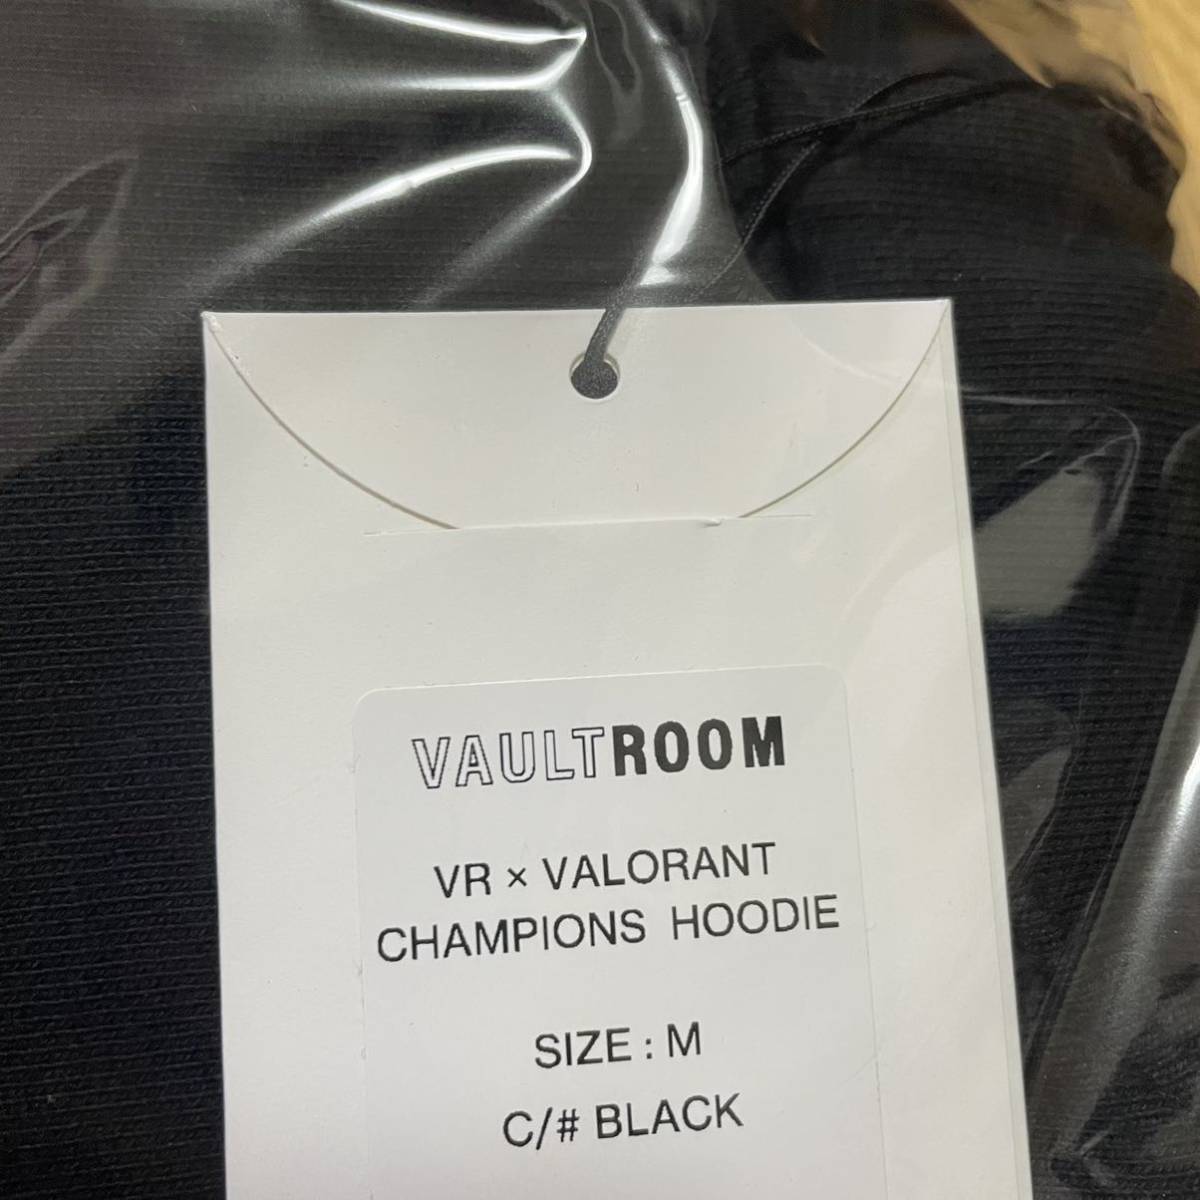 VAULTROOM
VR × VALORANT
CHAMPIONS HOODIE
SIZE : M
C/# BLACK